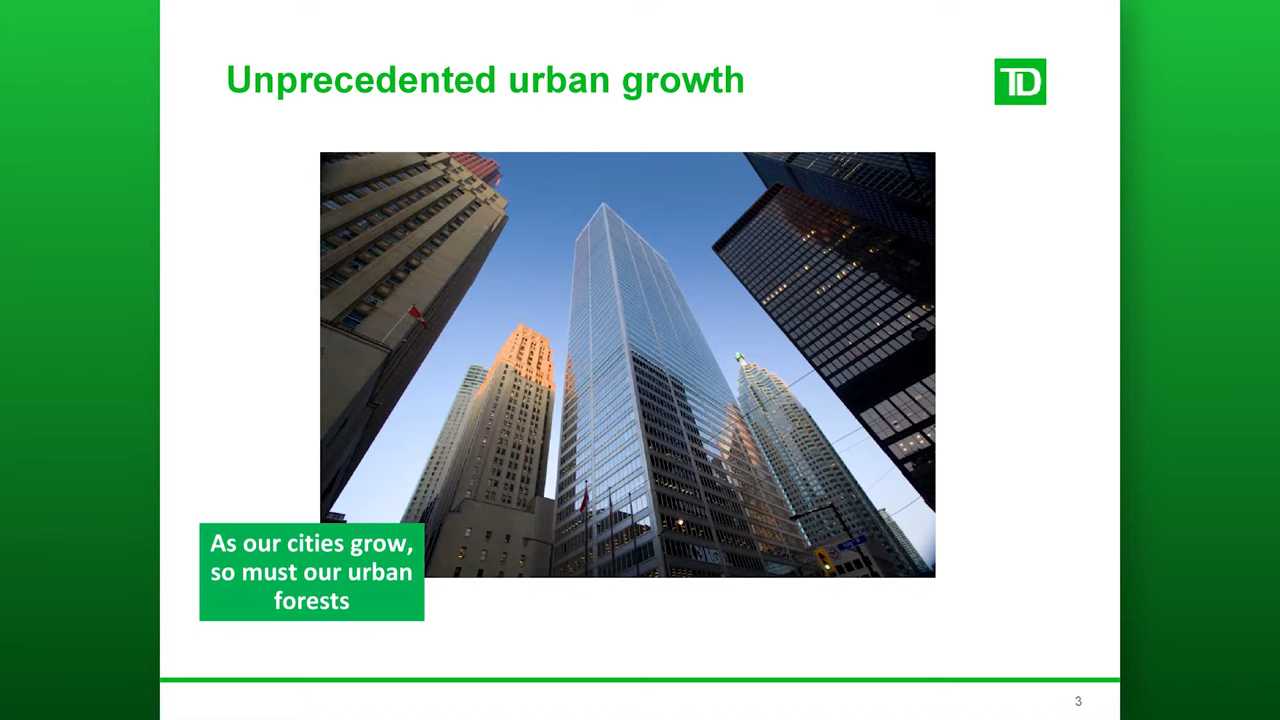 Unprecedented urban growth
TD
As our cities grow,
so must our urban
forests
3